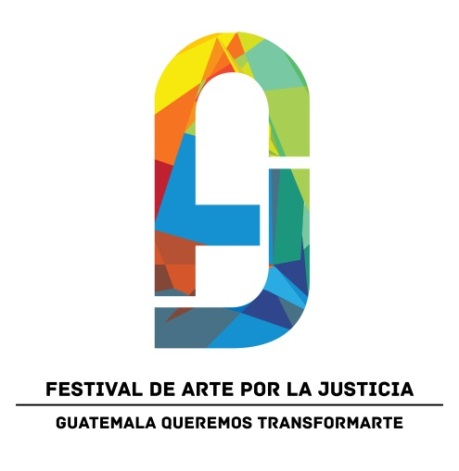 FESTIVAL DE ARTE POR LA JUSTICIA
GUATEMALA QUEREMOS TRANSFORMARTE